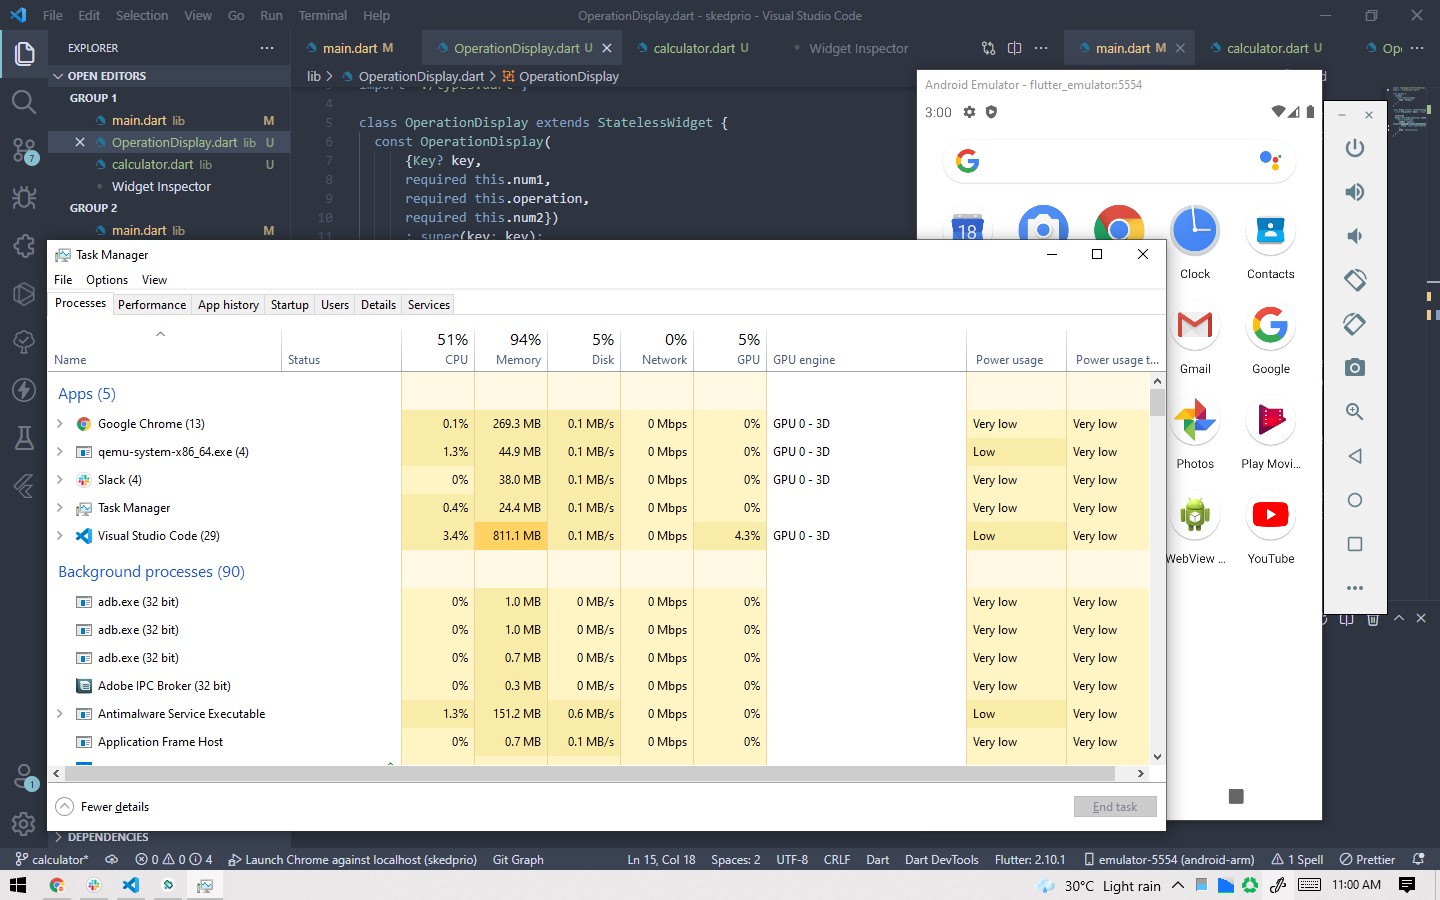 File Edit Selection View Go Run Terminal Help
OperationDisplay.dart - skedprio - Visual Studio Code
EXPLORER
OPEN EDITORS
GROUP 1
main.dart lib M
OperationDisplay.dart lib U
calculator.dart lib U
Widget Inspector
GROUP 2
main.dart lib M
7
1
main.dart M
OperationDisplay.dart U
calculator.dart U
Widget Inspector
main.dart M
calculator.dart U
lib > OperationDisplay.dart > OperationDisplay
import './types.dart';
4
5 class OperationDisplay extends StatelessWidget {
6 const OperationDisplay(
7 {Key? key,
8 required this.num1,
9 required this.operation,
10 required this.num2})
11 : super(key: key);
Android Emulator - flutter_emulator:5554
3:00
18
Clock
Contacts
Gmail
Google
Photos
Play Movi...
WebView ...
YouTube
Task Manager
File Options View
Processes Performance App history Startup Users Details Services
51% 94% 5% 0% 5%
Name Status CPU Memory Disk Network GPU GPU engine Power usage Power usage t...
Apps (5)
Google Chrome (13) 0.1% 269.3 MB 0.1 MB/s 0 Mbps 0% GPU 0 - 3D Very low Very low
qemu-system-x86_64.exe (4) 1.3% 44.9 MB 0.1 MB/s 0 Mbps 0% GPU 0 - 3D Low Very low
Slack (4) 0% 38.0 MB 0.1 MB/s 0 Mbps 0% GPU 0 - 3D Very low Very low
Task Manager 0.4% 24.4 MB 0.1 MB/s 0 Mbps 0% Very low Very low
Visual Studio Code (29) 3.4% 811.1 MB 0.1 MB/s 0 Mbps 4.3% GPU 0 - 3D Low Very low
Background processes (90)
adb.exe (32 bit) 0% 1.0 MB 0 MB/s 0 Mbps 0% Very low Very low
adb.exe (32 bit) 0% 1.0 MB 0 MB/s 0 Mbps 0% Very low Very low
adb.exe (32 bit) 0% 0.7 MB 0 MB/s 0 Mbps 0% Very low Very low
Adobe IPC Broker (32 bit) 0% 0.3 MB 0 MB/s 0 Mbps 0% Very low Very low
Antimalware Service Executable 1.3% 151.2 MB 0.6 MB/s 0 Mbps 0% Low Very low
Application Frame Host 0% 0.7 MB 0.1 MB/s 0 Mbps 0% Very low Very low
Fewer details
End task
DEPENDENCIES
calculator* 0 0 4 Launch Chrome against localhost (skedprio) Git Graph Ln 15, Col 18 Spaces: 2 UTF-8 CRLF Dart Dart DevTools Flutter: 2.10.1 emulator-5554 (android-arm) 1 Spell Prettier
30°C Light rain 11:00 AM